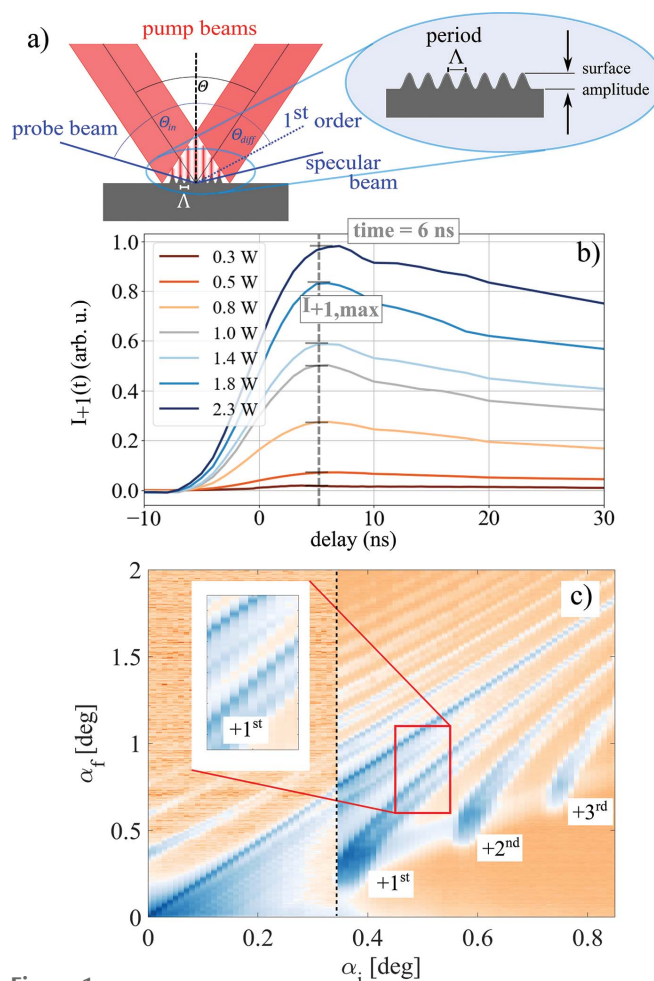 a)
pump beams
Θ
period
Λ
surface
amplitude
probe beam
Θin
Θdiff
1st
order
specular
beam
Λ
b)
time = 6 ns
I+1,max
0.3 W
0.5 W
0.8 W
1.0 W
1.4 W
1.8 W
2.3 W
I+1(t) (arb. u.)
1.0
0.8
0.6
0.4
0.2
0.0
−10
0
10
20
30
delay (ns)
c)
αf [deg]
2
1.5
1
0.5
0
+1st
+1st
+2nd
+3rd
0
0.2
0.4
0.6
0.8
αi [deg]